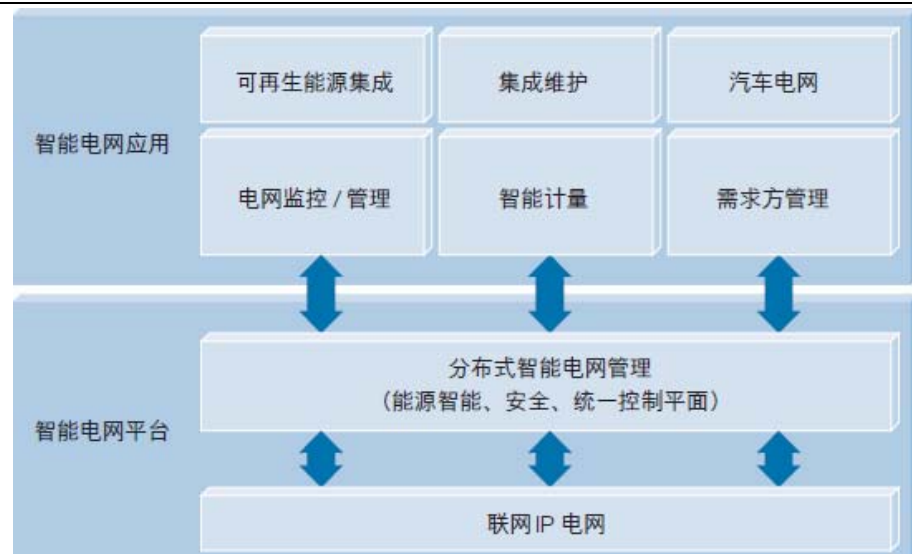 可再生能源集成
集成维护
汽车电网
智能电网应用
电网监控 / 管理
智能计量
需求方管理
分布式智能电网管理
（能源智能、安全、统一控制平面）
智能电网平台
联网IP 电网